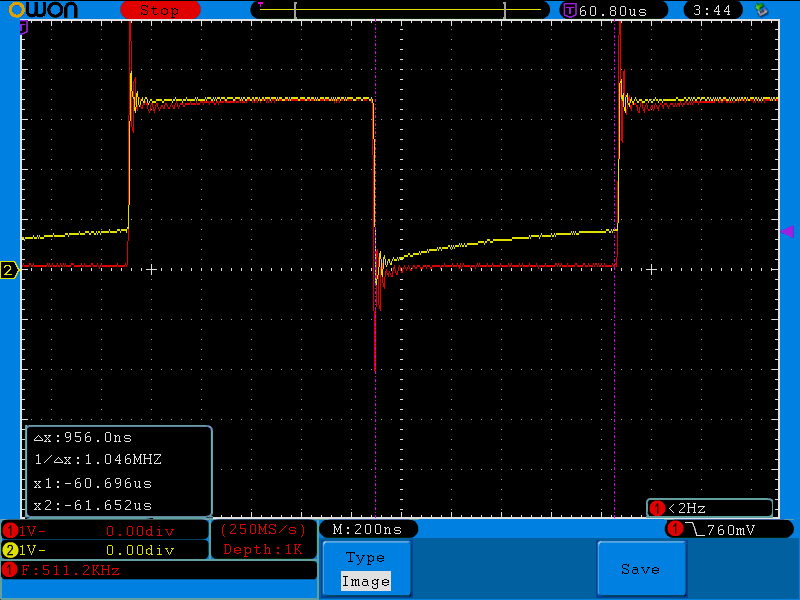 owon Stop T 60.80us 3:44
2
△x:956.0ns
1/△x:1.046MHZ
x1:-60.696us
x2:-61.652us
1 <2Hz
1 1V- 0.00div (250MS/s) M:200ns 1 760mV
2 1V- 0.00div Depth:1K
1 F:511.2KHz
Type
Image
Save